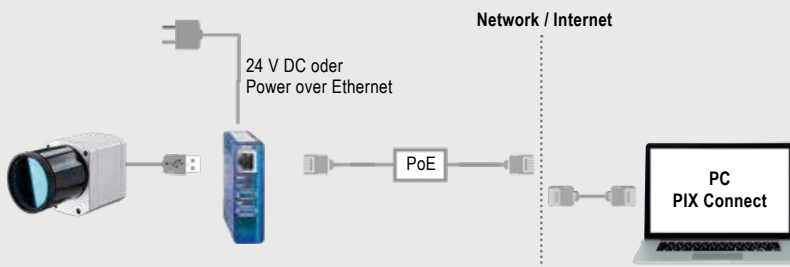 Network / Internet
24 V DC oder
Power over Ethernet
PoE
PC
PIX Connect